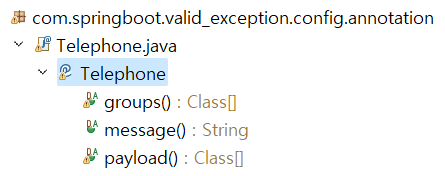 com.springboot.valid_exception.config.annotation
Telephone.java
Telephone
groups() : Class[]
message() : String
payload() : Class[]